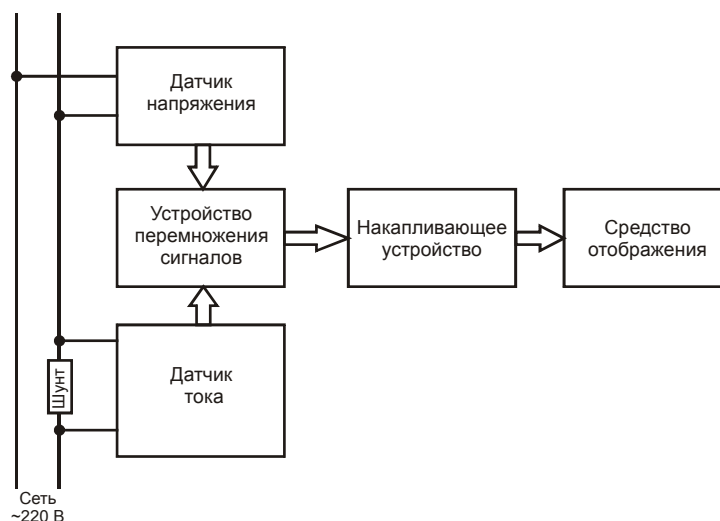 Датчик
напряжения
Устройство
перемножения
сигналов
Накапливающее
устройство
Средство
отображения
Датчик
тока
Шунт
Сеть
~220 В